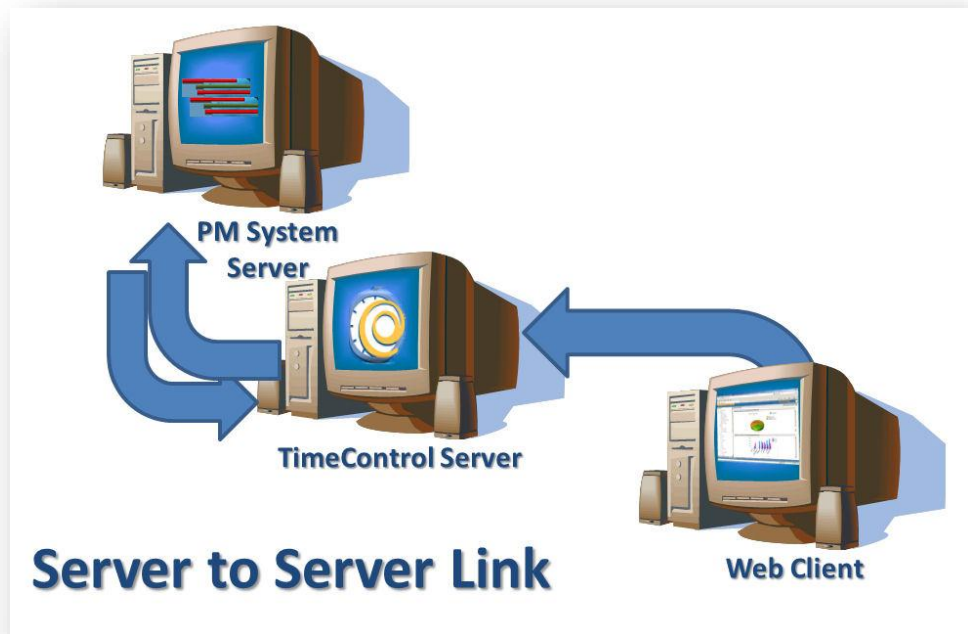 PM System
Server
TimeControl Server
Web Client
Server to Server Link